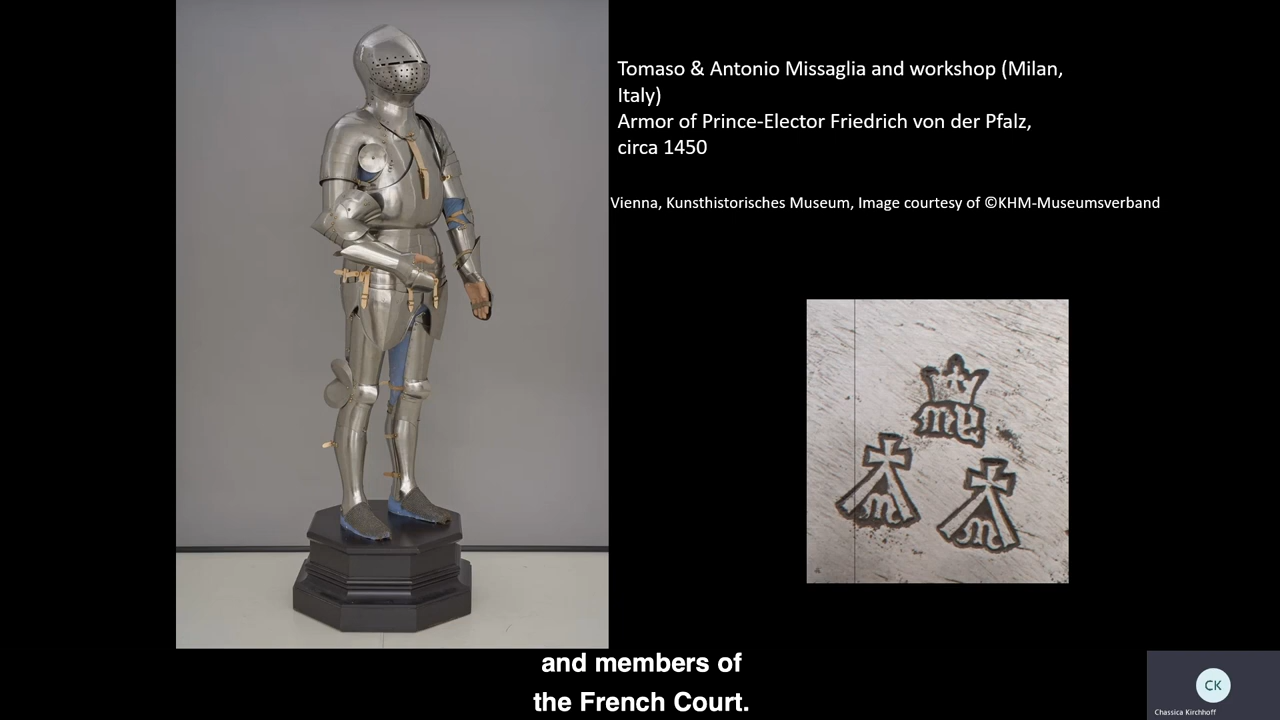 Tomaso & Antonio Missaglia and workshop (Milan,
Italy)
Armor of Prince-Elector Friedrich von der Pfalz,
circa 1450
Vienna, Kunsthistorisches Museum, Image courtesy of ©KHM-Museumsverband
and members of
the French Court.
CK
Chassica Kirchhoff